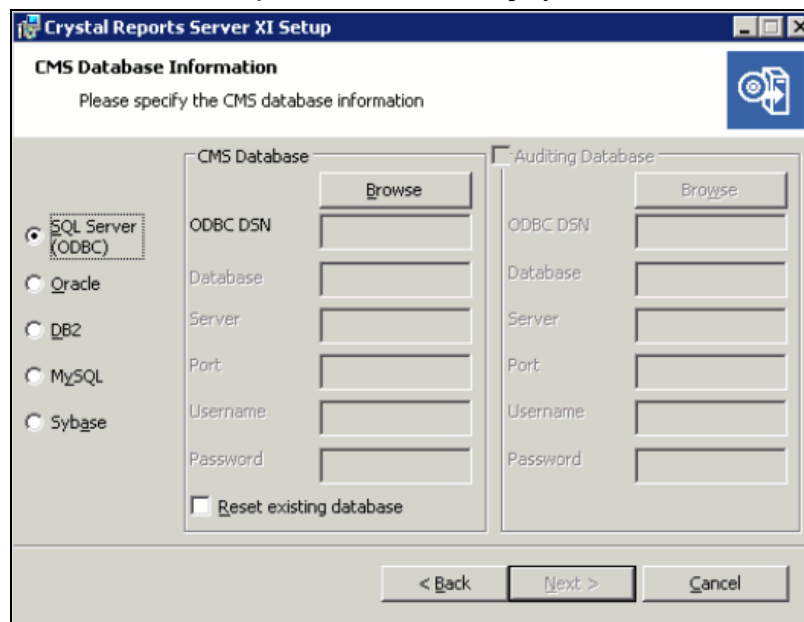 Crystal Reports Server XI Setup
CMS Database Information
Please specify the CMS database information
SQL Server
(ODBC)
Oracle
DB2
MySQL
Sybase
CMS Database
Browse
ODBC DSN
Database
Server
Port
Username
Password
Reset existing database
Auditing Database
Browse
ODBC DSN
Database
Server
Port
Username
Password
< Back
Next >
Cancel